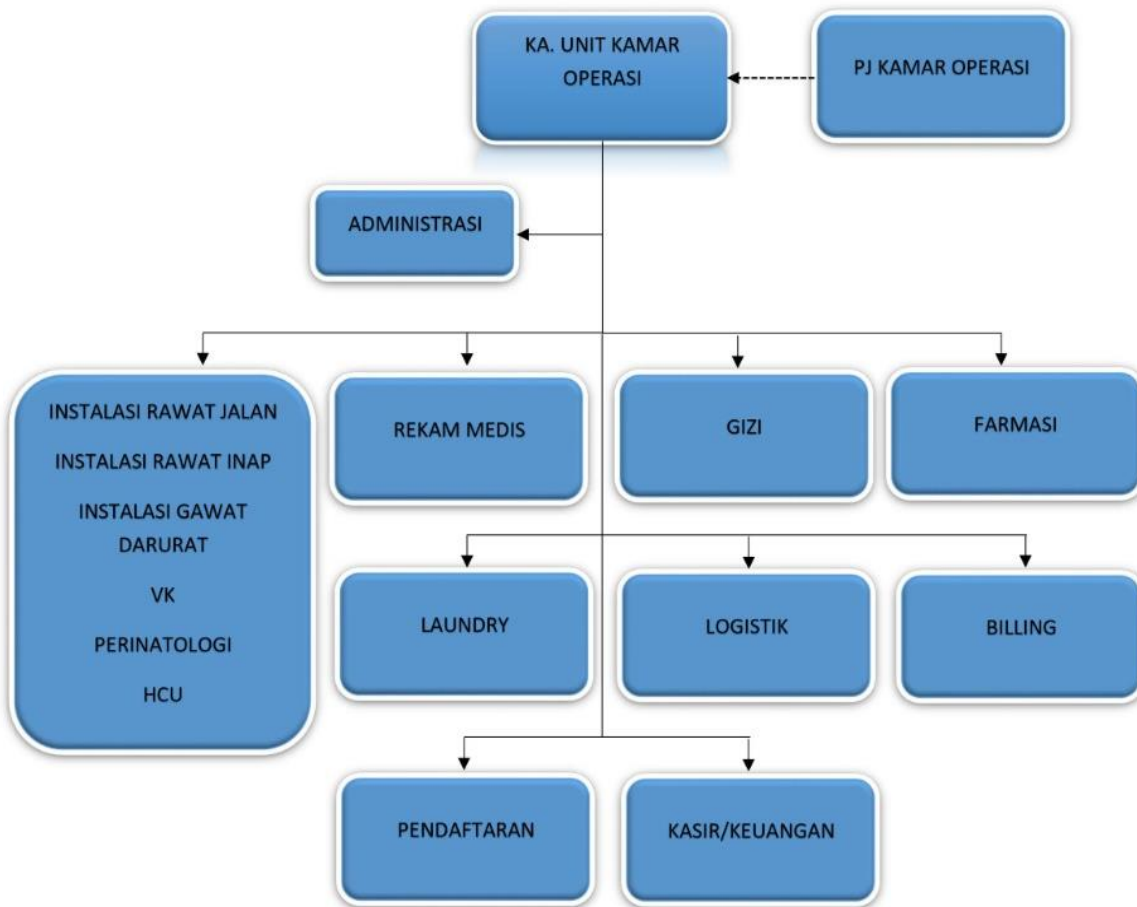 KA. UNIT KAMAR
OPERASI
PJ KAMAR OPERASI
ADMINISTRASI
INSTALASI RAWAT JALAN
INSTALASI RAWAT INAP
INSTALASI GAWAT
DARURAT
VK
PERINATOLOGI
HCU
REKAM MEDIS
GIZI
FARMASI
LAUNDRY
LOGISTIK
BILLING
PENDAFTARAN
KASIR/KEUANGAN